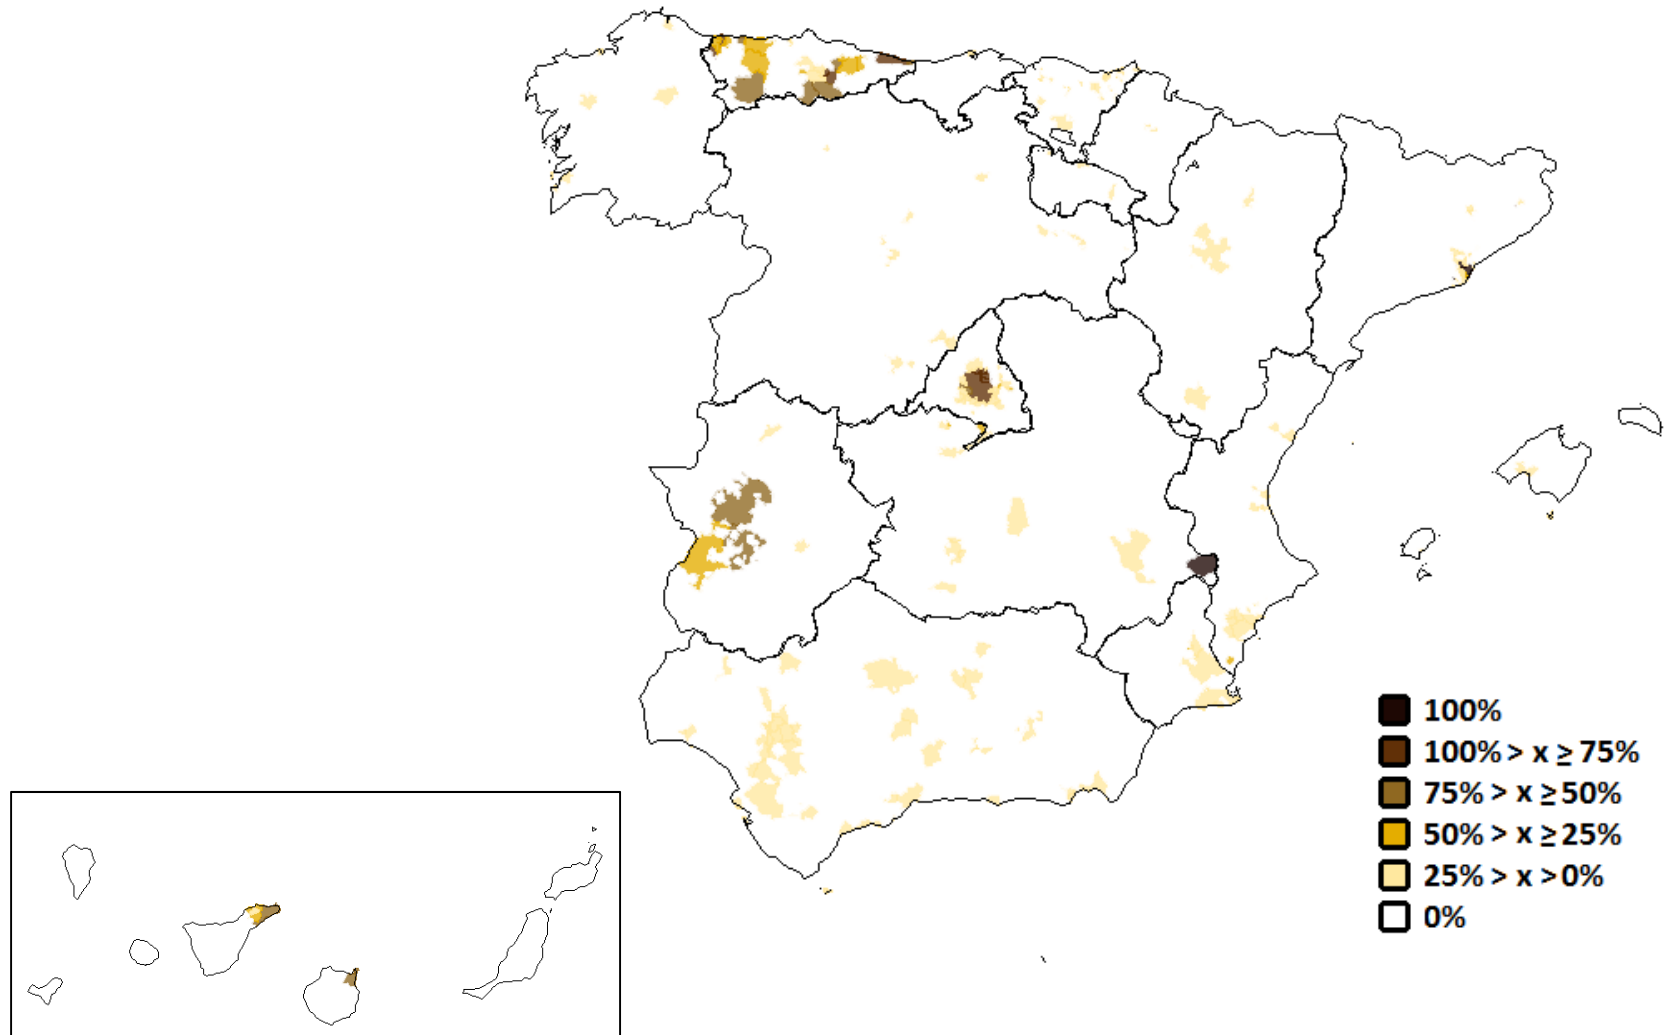 100%
100% > x ≥ 75%
75% > x ≥ 50%
50% > x ≥ 25%
25% > x > 0%
0%